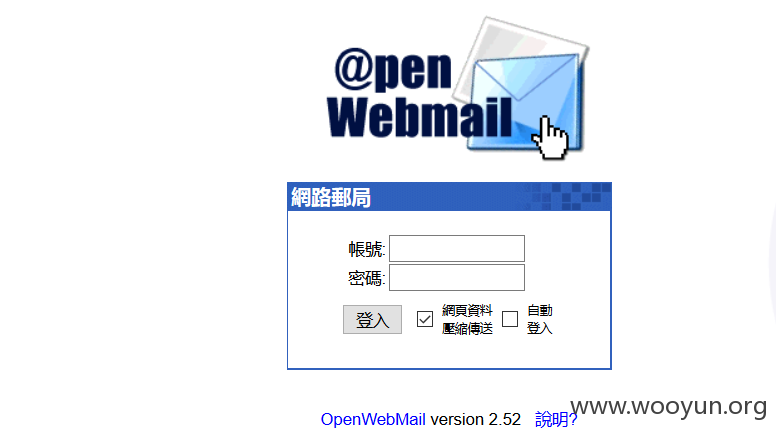 @pen
Webmail
網路郵局
帳號:
密碼:
登入
網頁資料
壓縮傳送
自動
登入
OpenWebMail version 2.52 說明?
www.wooyun.org